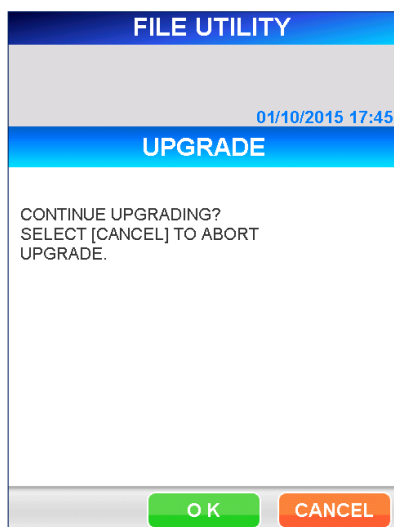 FILE UTILITY
01/10/2015 17:45
UPGRADE
CONTINUE UPGRADING?
SELECT [CANCEL] TO ABORT
UPGRADE.
O K
CANCEL